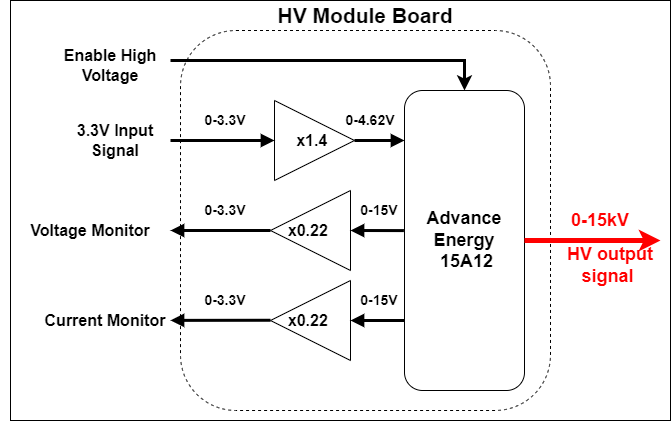 HV Module Board
Enable High
Voltage
0-3.3V
0-4.62V
3.3V Input
Signal
x1.4
0-3.3V
0-15V
Voltage Monitor
x0.22
Advance
Energy
15A12
0-15kV
HV output
signal
0-3.3V
0-15V
Current Monitor
x0.22